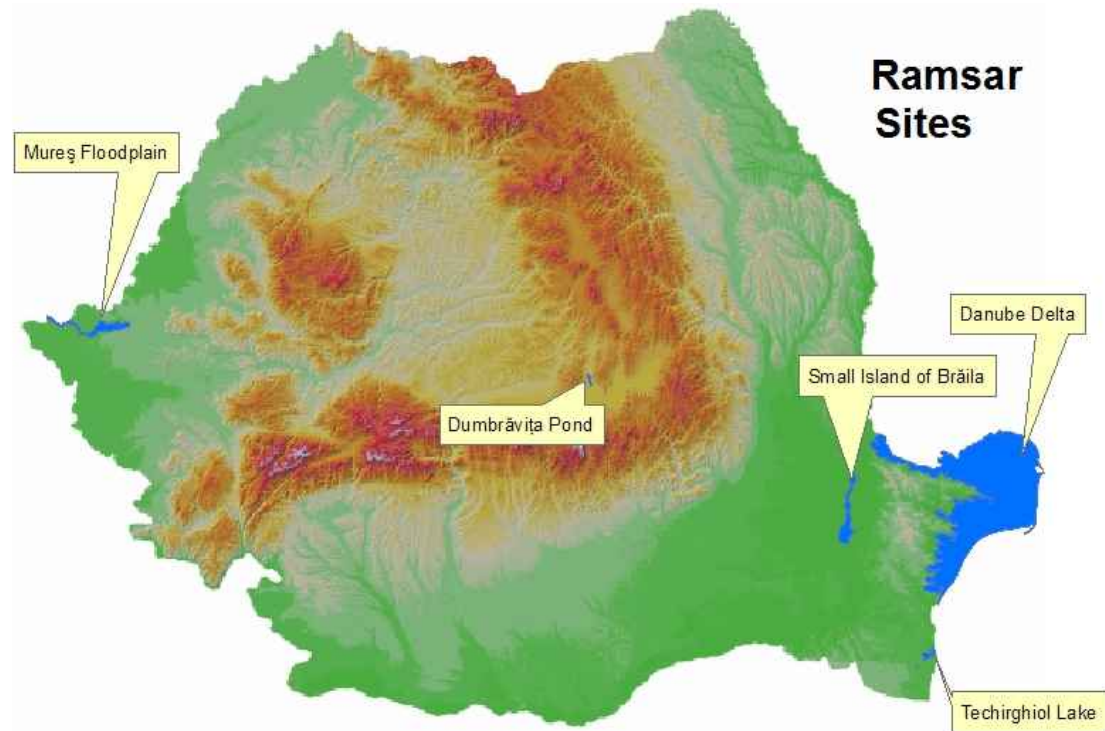 Ramsar
Sites
Mureş Floodplain
Danube Delta
Small Island of Brăila
Dumbrăviţa Pond
Techirghiol Lake